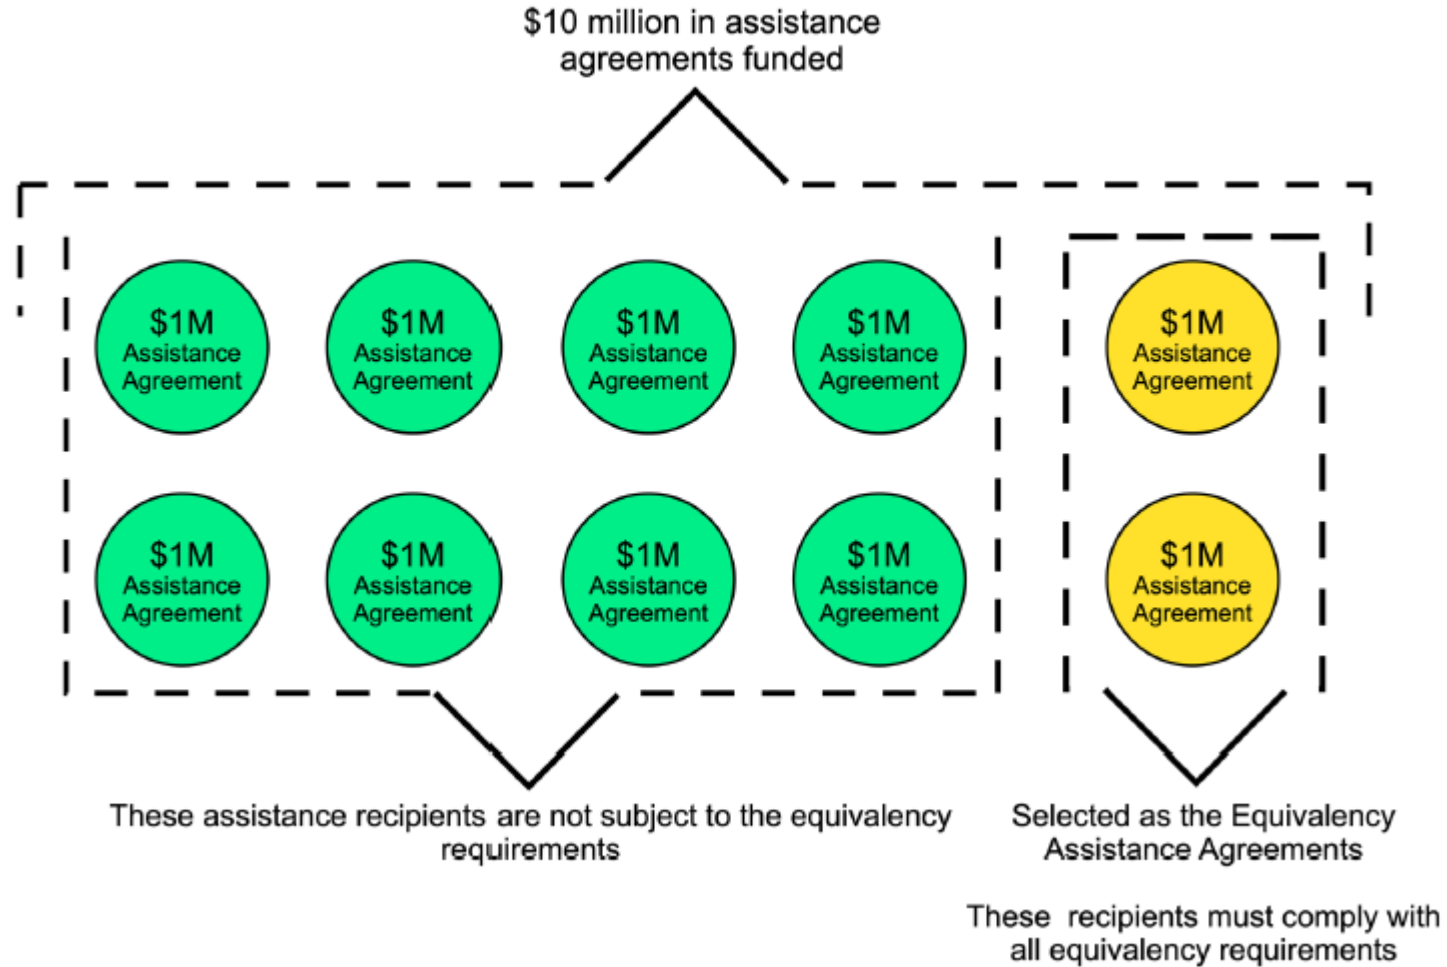 $10 million in assistance
agreements funded
$1M
Assistance
Agreement
$1M
Assistance
Agreement
$1M
Assistance
Agreement
$1M
Assistance
Agreement
$1M
Assistance
Agreement
$1M
Assistance
Agreement
$1M
Assistance
Agreement
$1M
Assistance
Agreement
$1M
Assistance
Agreement
$1M
Assistance
Agreement
These assistance recipients are not subject to the equivalency
requirements
Selected as the Equivalency
Assistance Agreements
These recipients must comply with
all equivalency requirements